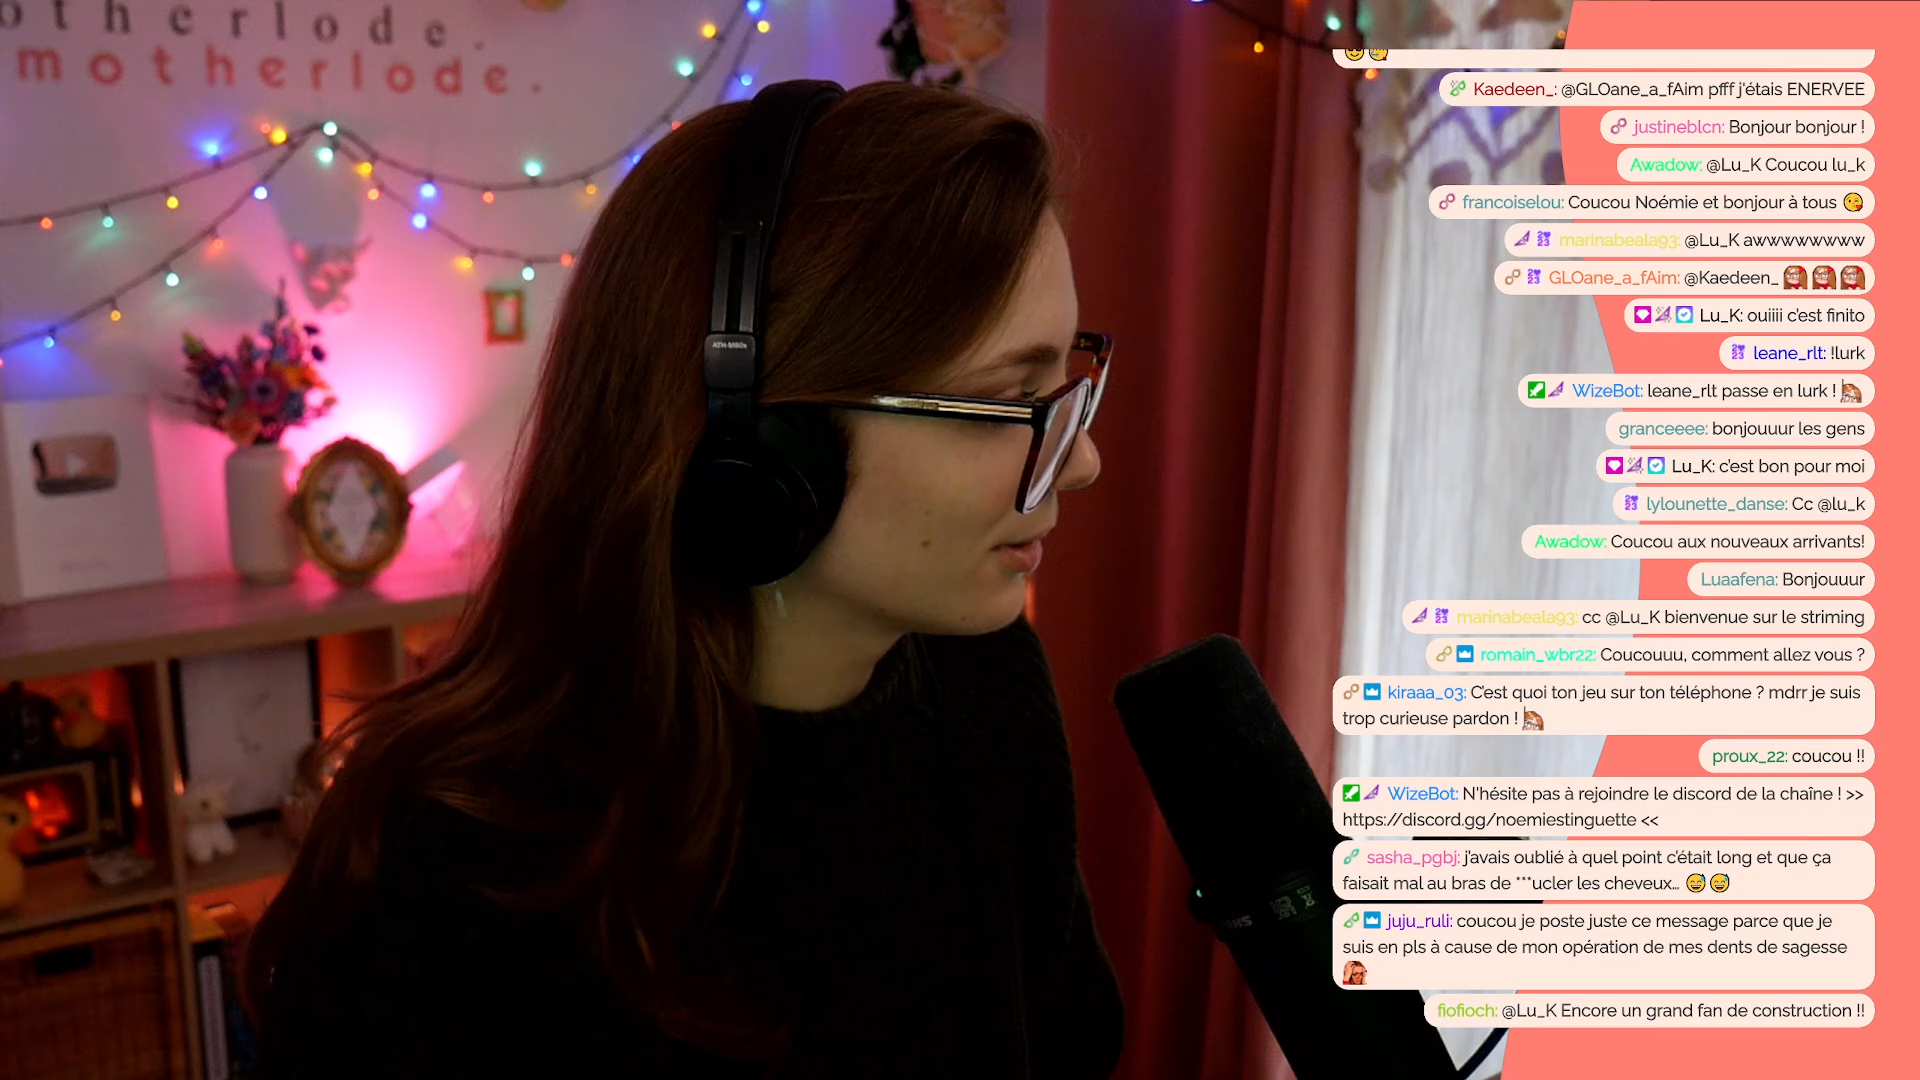 otherlode.
motherlode.
ATH-M60x
Kaedeen_: @GLOane_a_fAim pfff j'étais ENERVEE
justineblcn: Bonjour bonjour !
Awadow: @Lu_K Coucou lu_k
francoiselou: Coucou Noémie et bonjour à tous
marinabeala93: @Lu_K awwwwwwww
GLOane_a_fAim: @Kaedeen_
Lu_K: ouiiii c'est finito
leane_rlt: !lurk
WizeBot: leane_rlt passe en lurk !
granceeee: bonjouuur les gens
Lu_K: c'est bon pour moi
lylounette_danse: Cc @lu_k
Awadow: Coucou aux nouveaux arrivants!
Luaafena: Bonjouuur
marinabeala93: cc @Lu_K bienvenue sur le striming
romain_wbr22: Coucouuu, comment allez vous ?
kiraaa_03: C'est quoi ton jeu sur ton téléphone ? mdrr je suis
trop curieuse pardon !
proux_22: coucou !!
WizeBot: N'hésite pas à rejoindre le discord de la chaîne ! >>
https://discord.gg/noemiestinguette <<
sasha_pgbj: j'avais oublié à quel point c'était long et que ça
faisait mal au bras de ***ucler les cheveux...
juju_ruli: coucou je poste juste ce message parce que je
suis en pls à cause de mon opération de mes dents de sagesse
fiofioch: @Lu_K Encore un grand fan de construction !!